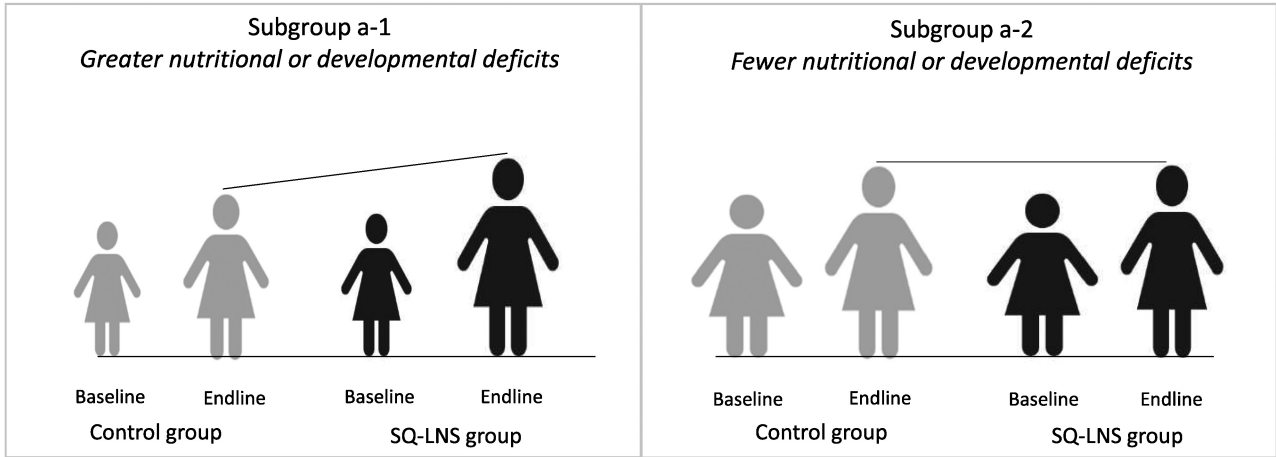 Subgroup a-1
Greater nutritional or developmental deficits
Baseline
Endline
Baseline
Endline
Control group
SQ-LNS group
Subgroup a-2
Fewer nutritional or developmental deficits
Baseline
Endline
Baseline
Endline
Control group
SQ-LNS group